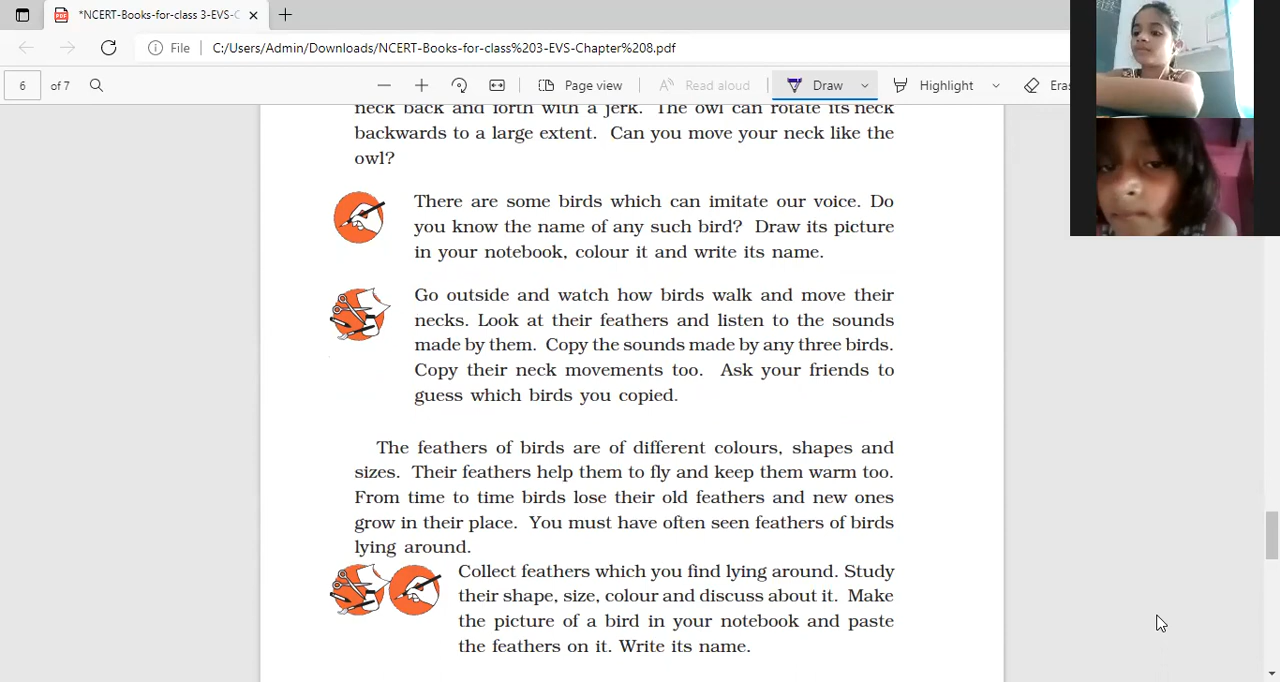 *NCERT-Books-for-class 3-EVS-C
File C:/Users/Admin/Downloads/NCERT-Books-for-class%203-EVS-Chapter%208.pdf
6 of 7 Page view Read aloud Draw Highlight
neck back and forth with a jerk. The owl can rotate its neck
backwards to a large extent. Can you move your neck like the
owl?
There are some birds which can imitate our voice. Do
you know the name of any such bird? Draw its picture
in your notebook, colour it and write its name.
Go outside and watch how birds walk and move their
necks. Look at their feathers and listen to the sounds
made by them. Copy the sounds made by any three birds.
Copy their neck movements too. Ask your friends to
guess which birds you copied.
The feathers of birds are of different colours, shapes and
sizes. Their feathers help them to fly and keep them warm too.
From time to time birds lose their old feathers and new ones
grow in their place. You must have often seen feathers of birds
lying around.
Collect feathers which you find lying around. Study
their shape, size, colour and discuss about it. Make
the picture of a bird in your notebook and paste
the feathers on it. Write its name.